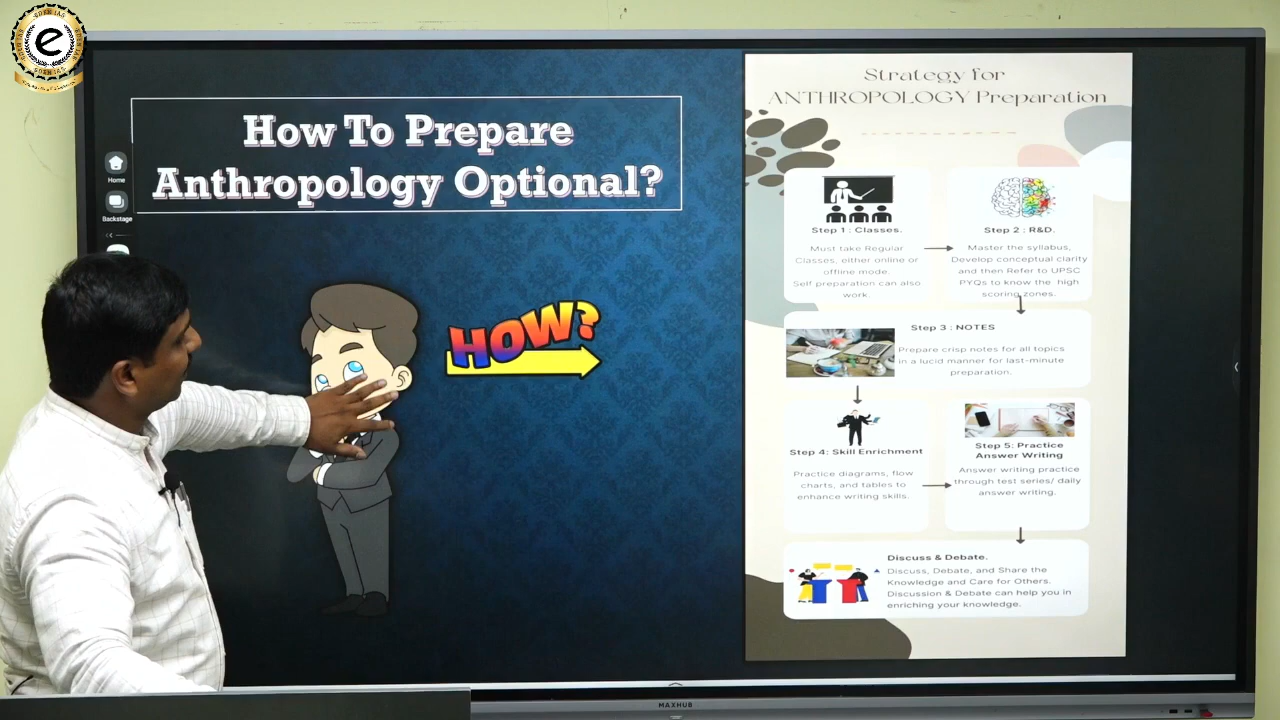 e
EDEN IAS
How To Prepare
Anthropology Optional?
Home
Backstage
HOW?
Strategy for
ANTHROPOLOGY Preparation
Step 1 : Classes.
Must take Regular
Classes, either online or
offline mode.
Self preparation can also
work.
Step 2 : R&D.
Master the syllabus,
Develop conceptual clarity
and then Refer to UPSC
PYQs to know the high
scoring zones.
Step 3 : NOTES
Prepare crisp notes for all topics
in a lucid manner for last-minute
preparation.
Step 4: Skill Enrichment
Practice diagrams, flow
charts, and tables to
enhance writing skills.
Step 5: Practice
Answer Writing
Answer writing practice
through test series/ daily
answer writing.
Discuss & Debate.
Discuss, Debate, and Share the
Knowledge and Care for Others.
Discussion & Debate can help you in
enriching your knowledge.
MAXHUB